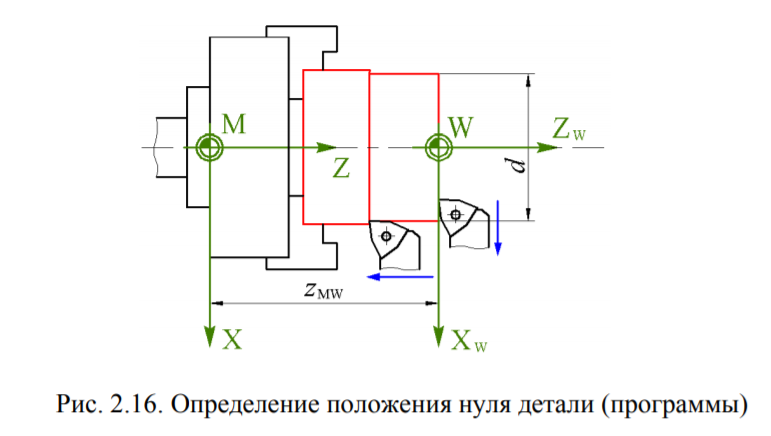 M
W
Z W
Z
d
z MW
X
X W
Рис. 2.16. Определение положения нуля детали (программы)